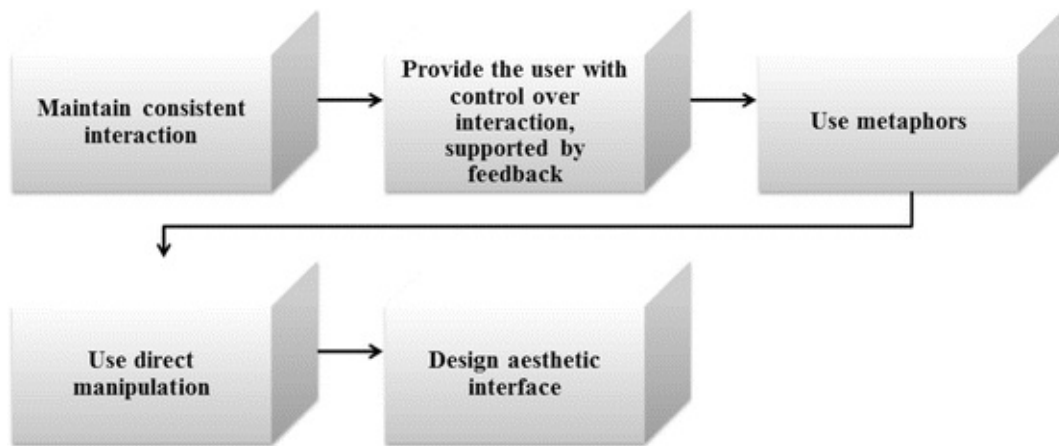 Maintain consistent
interaction
Provide the user with
control over
interaction,
supported by
feedback
Use metaphors
Use direct
manipulation
Design aesthetic
interface